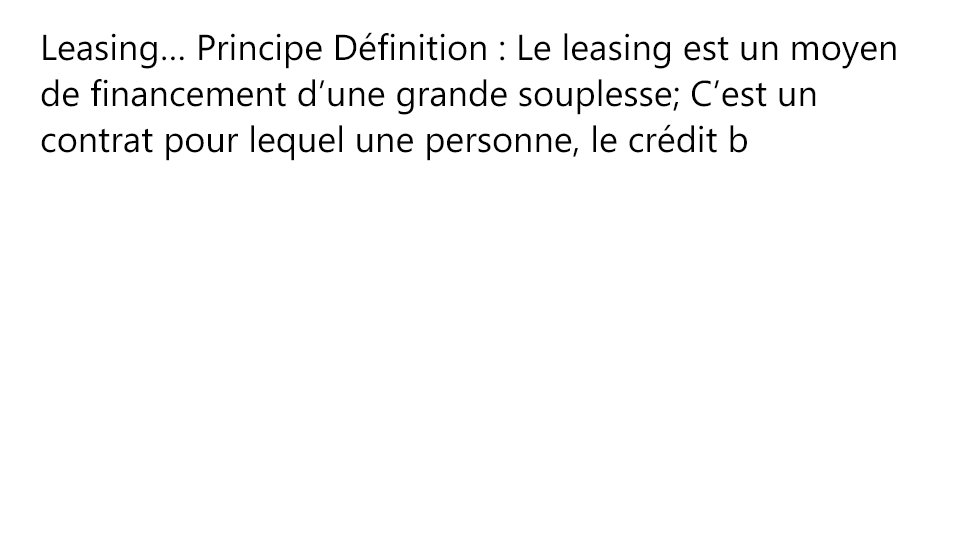 Leasing… Principe Définition : Le leasing est un moyen
de financement d’une grande souplesse; C’est un
contrat pour lequel une personne, le crédit b